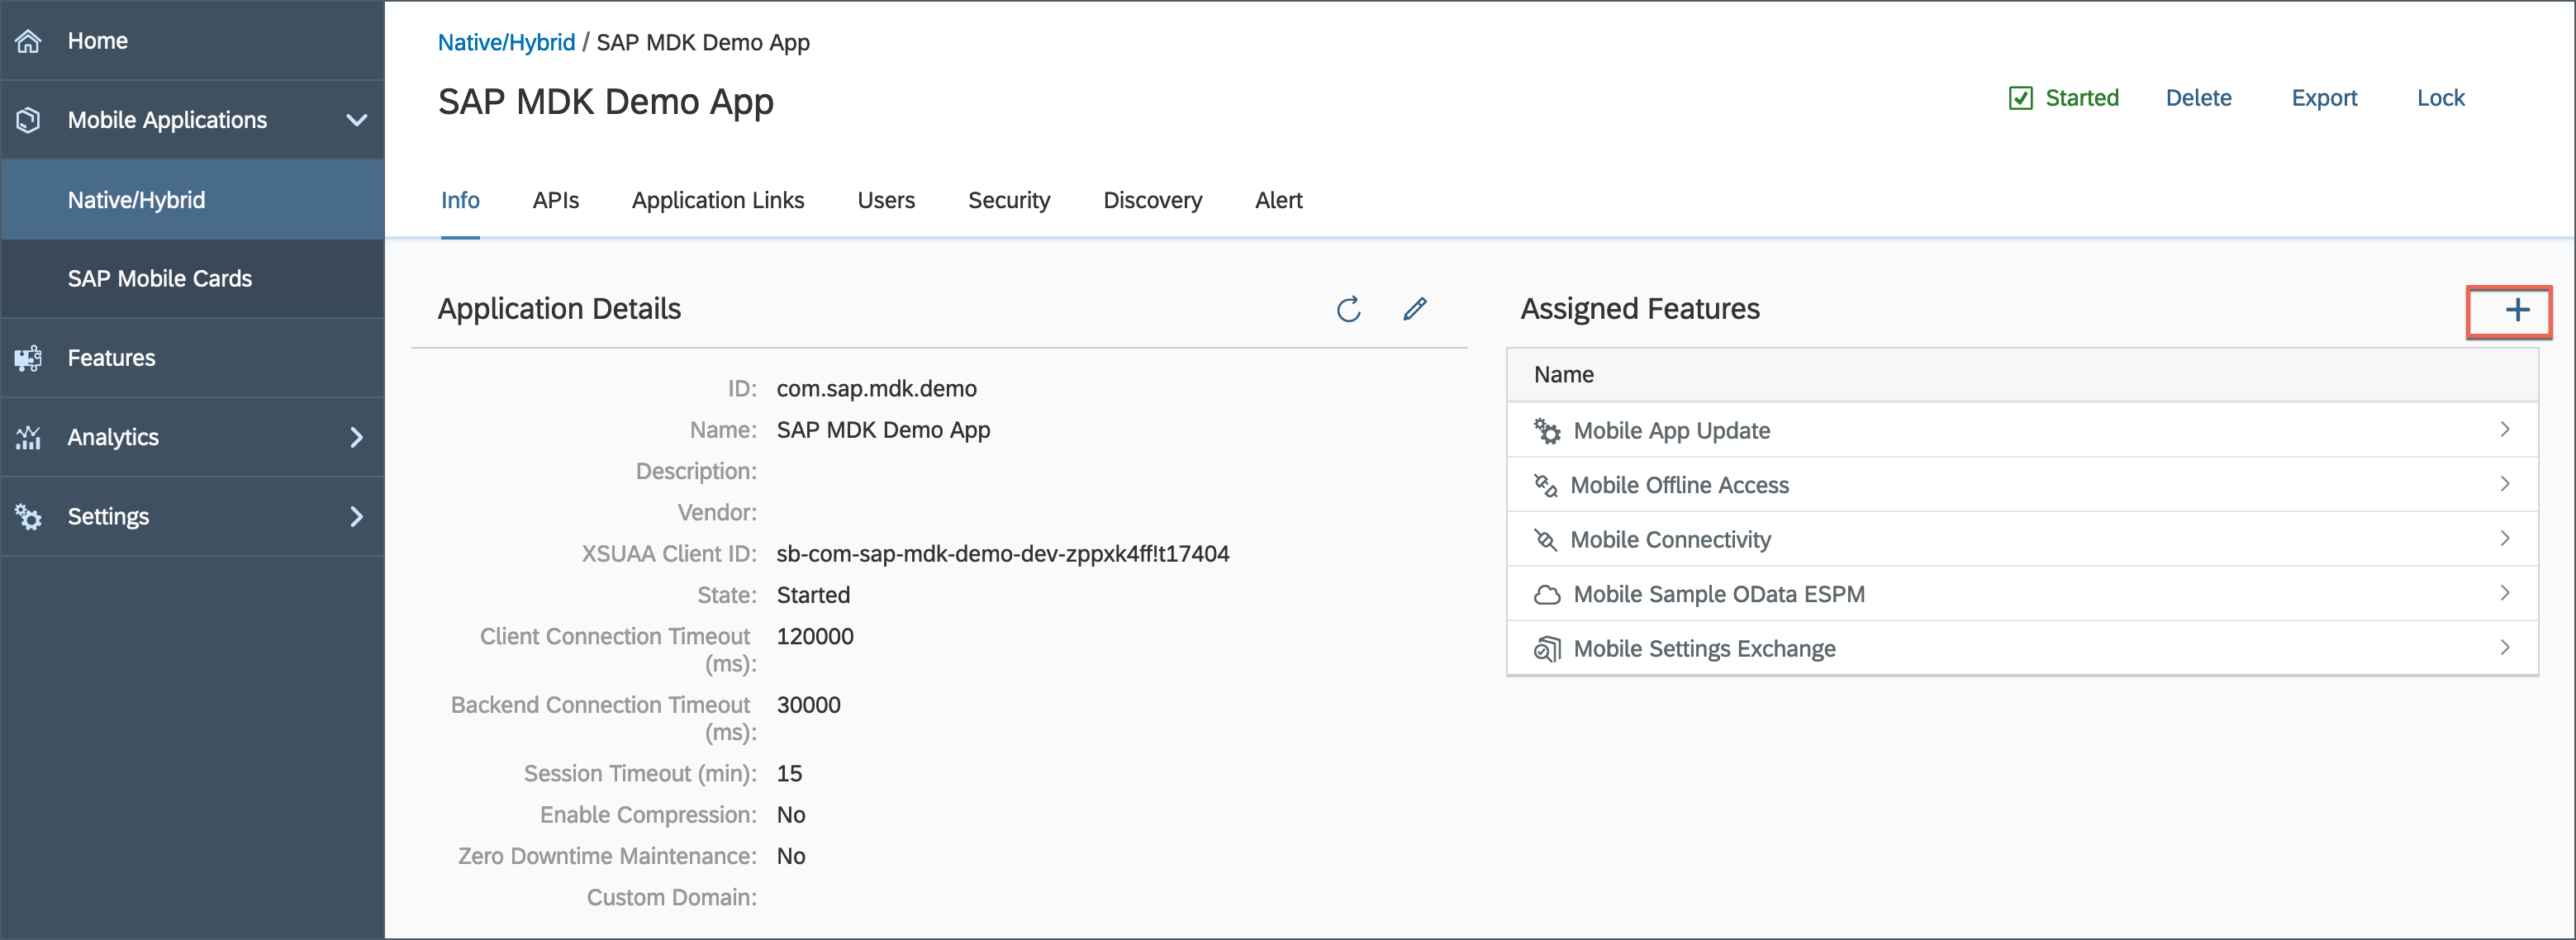 Home
Mobile Applications
Native/Hybrid
SAP Mobile Cards
Features
Analytics
Settings
Native/Hybrid / SAP MDK Demo App
SAP MDK Demo App
Started Delete Export Lock
Info APIs Application Links Users Security Discovery Alert
Application Details
ID: com.sap.mdk.demo
Name: SAP MDK Demo App
Description:
Vendor:
XSUAA Client ID: sb-com-sap-mdk-demo-dev-zppxk4ff!t17404
State: Started
Client Connection Timeout 120000
(ms):
Backend Connection Timeout 30000
(ms):
Session Timeout (min): 15
Enable Compression: No
Zero Downtime Maintenance: No
Custom Domain:
Assigned Features
Name
Mobile App Update
Mobile Offline Access
Mobile Connectivity
Mobile Sample OData ESPM
Mobile Settings Exchange